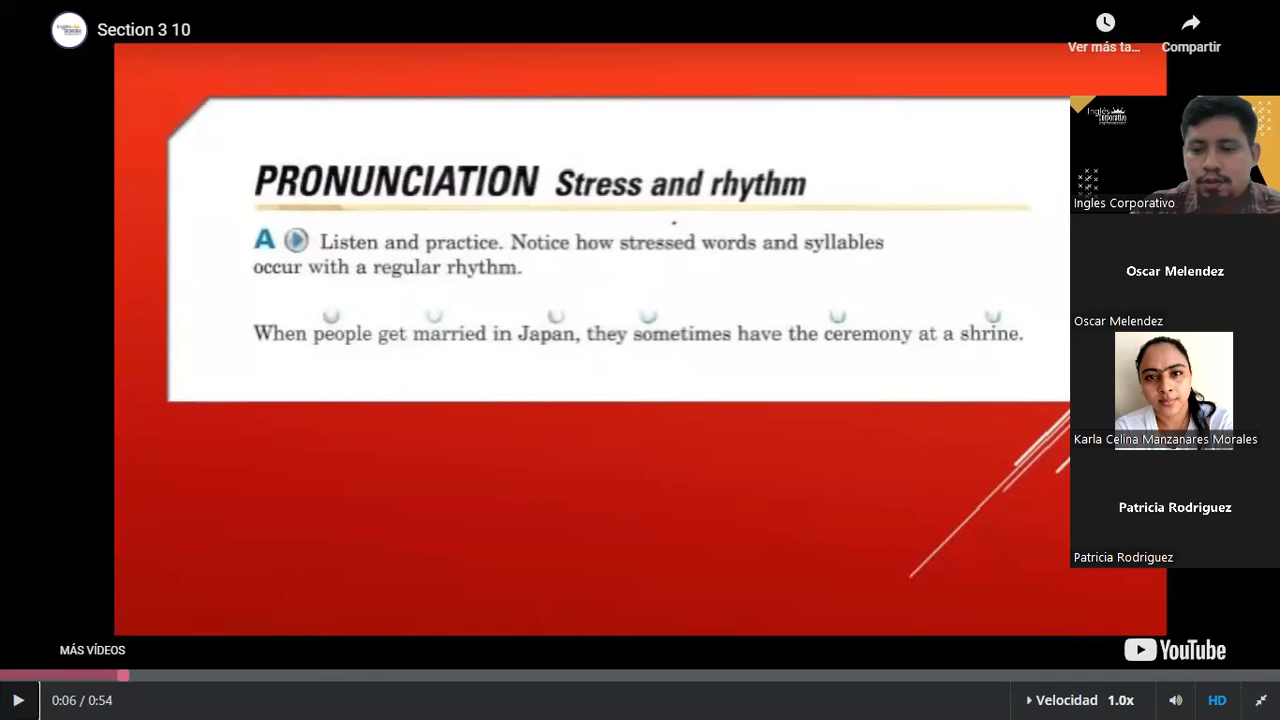 Section 3 10
Ver más ta...
Compartir
PRONUNCIATION Stress and rhythm
A Listen and practice. Notice how stressed words and syllables
occur with a regular rhythm.
When people get married in Japan, they sometimes have the ceremony at a shrine.
Inglés
Corporativo
Ingles Corporativo
Oscar Melendez
Oscar Melendez
Karla Celina Manzanares Morales
Patricia Rodriguez
Patricia Rodriguez
MÁS VÍDEOS
YouTube
0:06 / 0:54
Velocidad 1.0x
HD